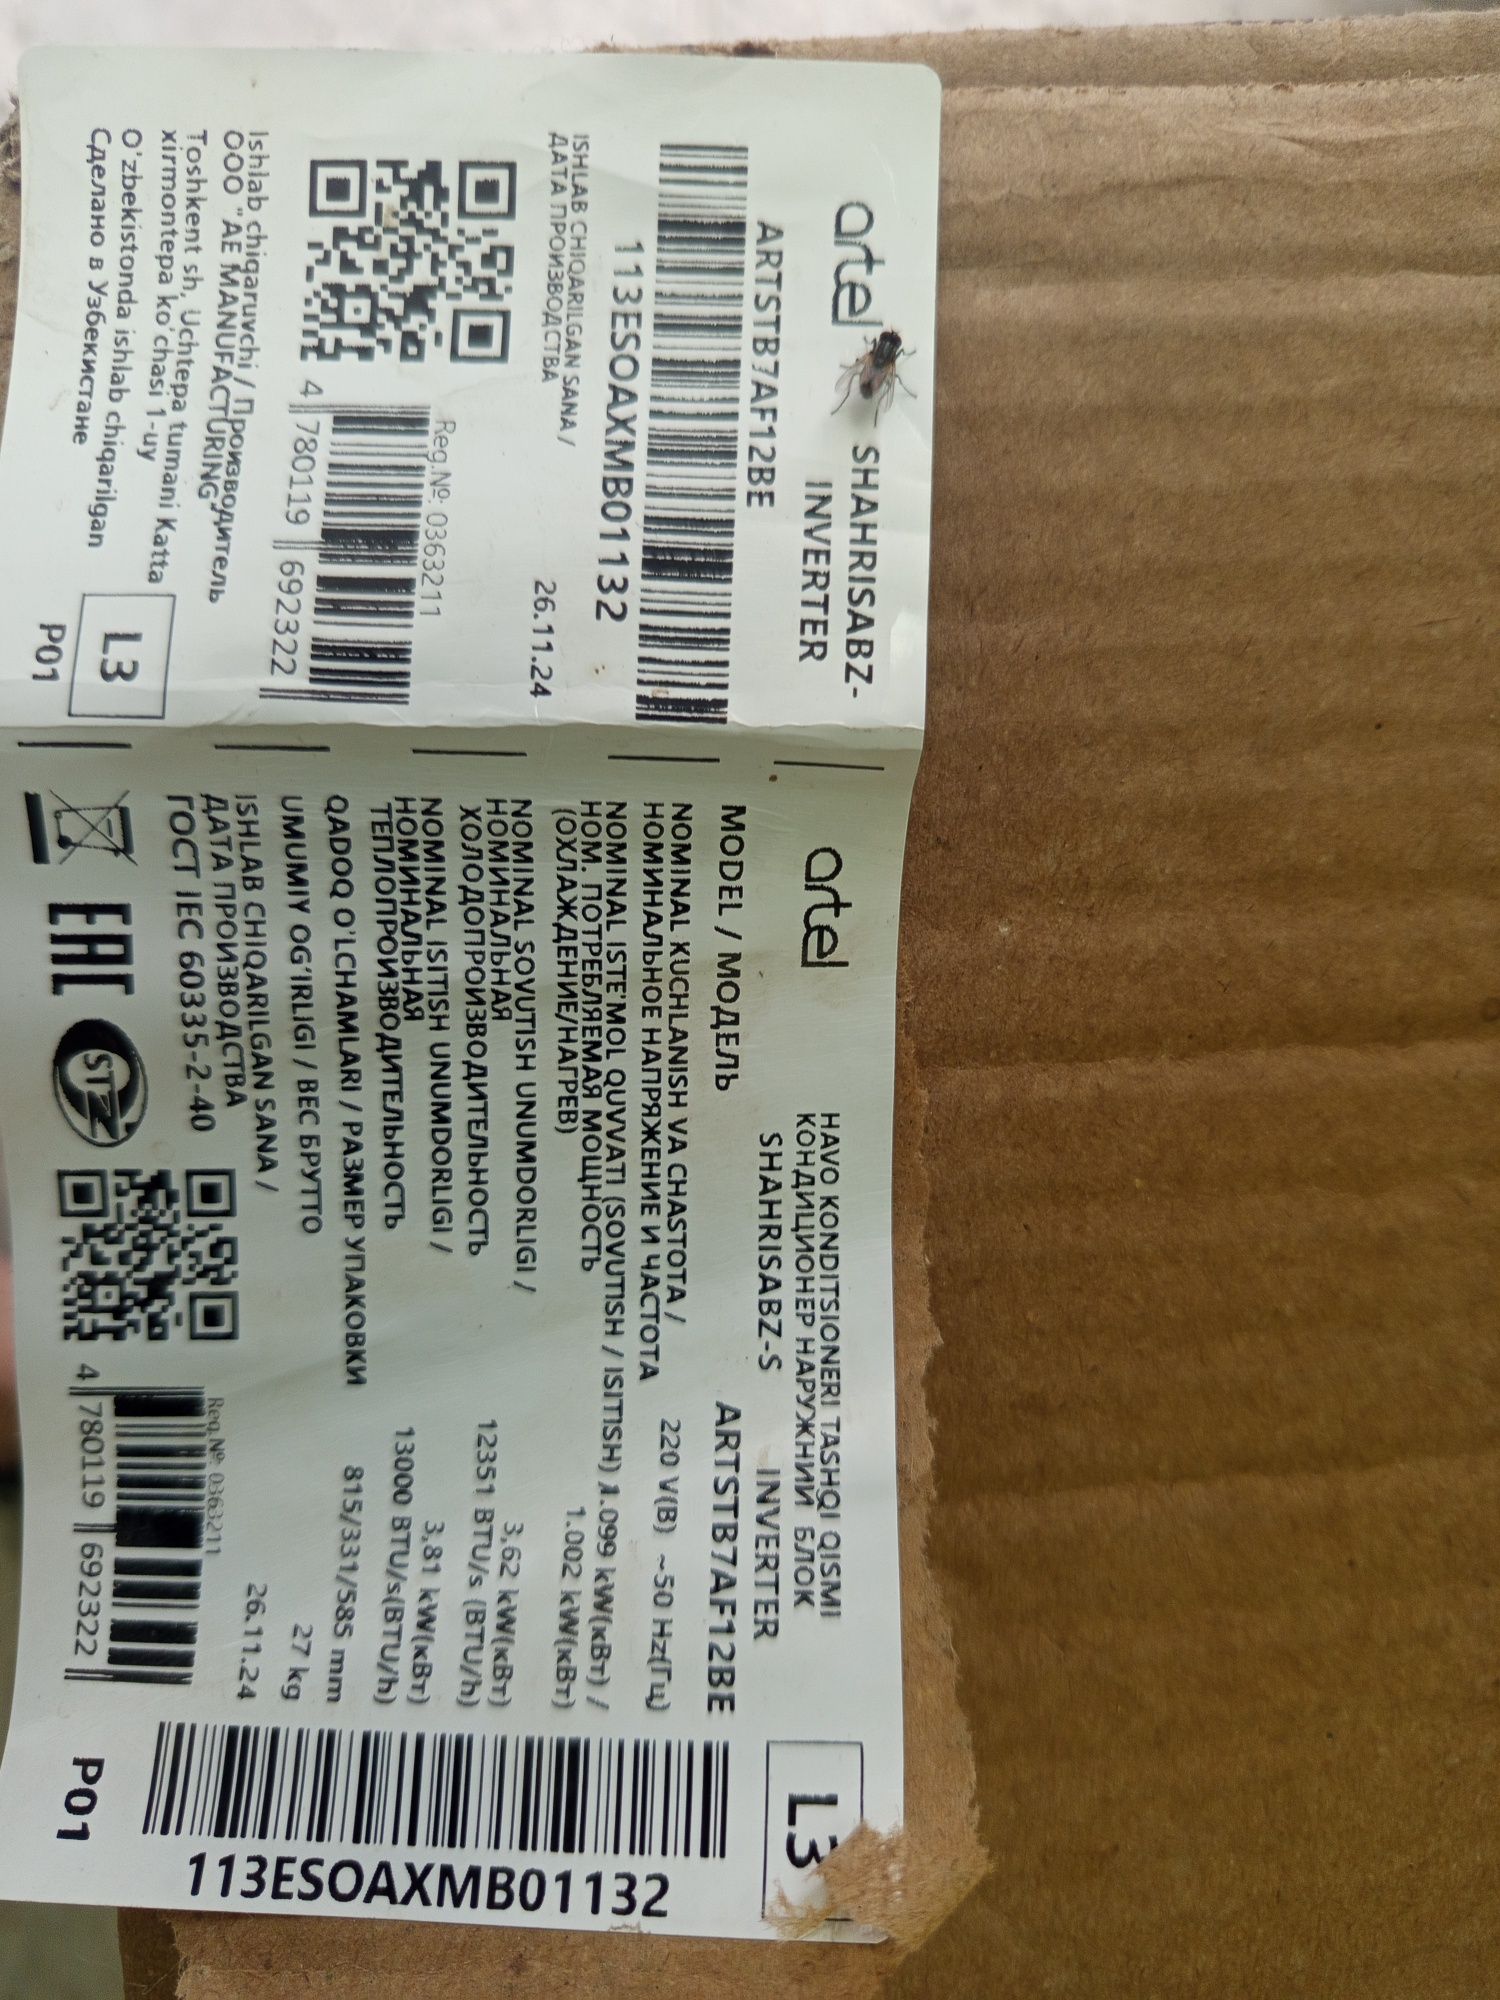 artel SHAHRISABZ-
INVERTER
ARTSTB7AF12BE
113ESOAXMB01132
ISHLAB CHIQARILGAN SANA /
ДАТА ПРОИЗВОДСТВА
26.11.24
Reg.№: 0363211
4 780119 692322
Ishlab chiqaruvchi / Производитель
ООО "AE MANUFACTURING"
Toshkent sh, Uchtepa tumani Katta
xirmontepa ko'chasi 1-uy
O'zbekistonda ishlab chiqarilgan
Сделано в Узбекистане
L3
P01
artel
HAVO KONDITSIONERI TASHQI QISMI
КОНДИЦИОНЕР НАРУЖНИЙ БЛОК
SHAHRISABZ-S INVERTER
L3
MODEL / МОДЕЛЬ ARTSTB7AF12BE
NOMINAL KUCHLANISH VA CHASTOTA /
НОМИНАЛЬНОЕ НАПРЯЖЕНИЕ И ЧАСТОТА 220 V(В) ~50 Hz(Гц)
NOMINAL ISTE'MOL QUVVATI (SOVUTISH / ISITISH) 1.099 kW(кВт) /
НОМ. ПОТРЕБЛЯЕМАЯ МОЩНОСТЬ 1.002 kW(кВт)
(ОХЛАЖДЕНИЕ/НАГРЕВ)
NOMINAL SOVUTISH UNUMDORLIGI /
НОМИНАЛЬНАЯ 3,62 kW(кВт)
ХОЛОДОПРОИЗВОДИТЕЛЬНОСТЬ 12351 BTU/s (BTU/h)
NOMINAL ISITISH UNUMDORLIGI /
НОМИНАЛЬНАЯ 3,81 kW(кВт)
ТЕПЛОПРОИЗВОДИТЕЛЬНОСТЬ 13000 BTU/s(BTU/h)
QADOQ O'LCHAMLARI / РАЗМЕР УПАКОВКИ 815/331/585 mm
UMUMIY OG'IRLIGI / ВЕС БРУТТО 27 kg
ISHLAB CHIQARILGAN SANA /
ДАТА ПРОИЗВОДСТВА 26.11.24
ГОСТ IEC 60335-2-40
EAC
STZ
Reg.№: 0363211
4 780119 692322
P01
113ESOAXMB01132